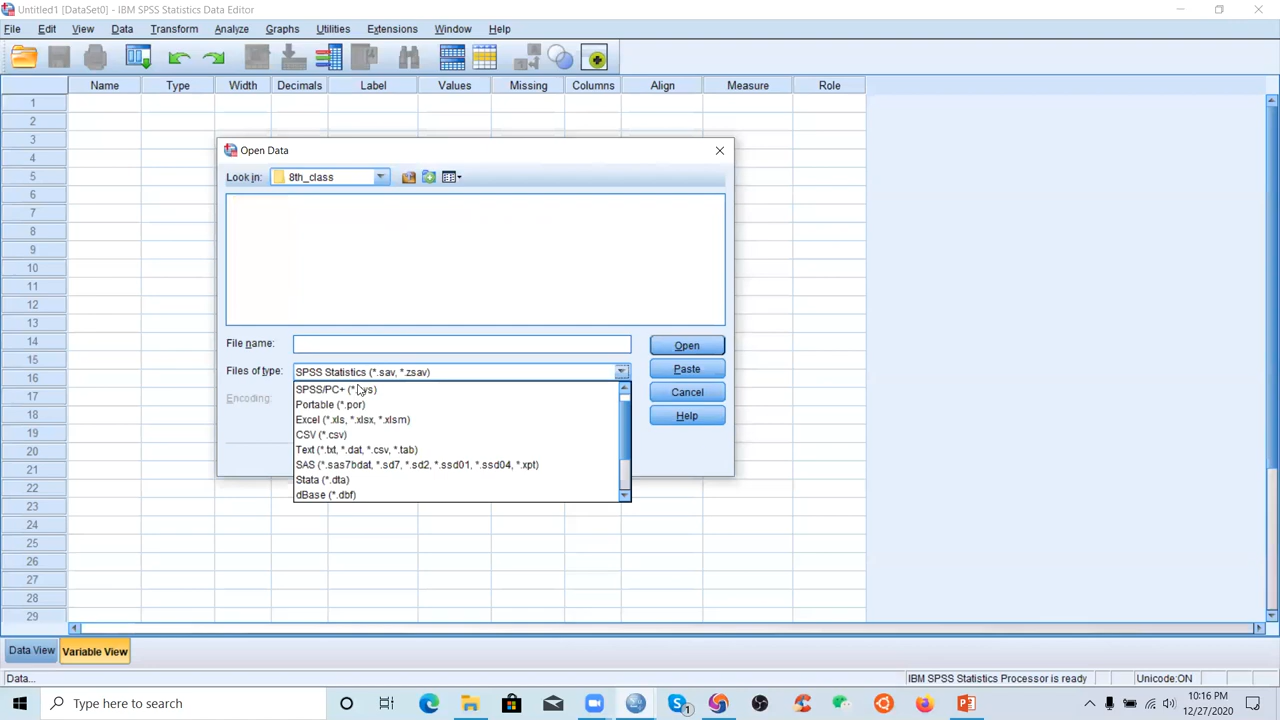 Untitled1 [DataSet0] - IBM SPSS Statistics Data Editor
File Edit View Data Transform Analyze Graphs Utilities Extensions Window Help
Name Type Width Decimals Label Values Missing Columns Align Measure Role
1
2
3
4
5
6
7
8
9
10
11
12
13
14
15
16
17
18
19
20
21
22
23
24
25
26
27
28
29
Open Data
Look in: 8th_class
File name:
Open
Files of type: SPSS Statistics (*.sav, *.zsav)
Paste
SPSS/PC+ (*.sys)
Encoding:
Cancel
Portable (*.por)
Excel (*.xls, *.xlsx, *.xlsm)
Help
CSV (*.csv)
Text (*.txt, *.dat, *.csv, *.tab)
SAS (*.sas7bdat, *.sd7, *.sd2, *.ssd01, *.ssd04, *.xpt)
Stata (*.dta)
dBase (*.dbf)
Data View Variable View
Data... IBM SPSS Statistics Processor is ready Unicode:ON
Type here to search
1
10:16 PM
12/27/2020